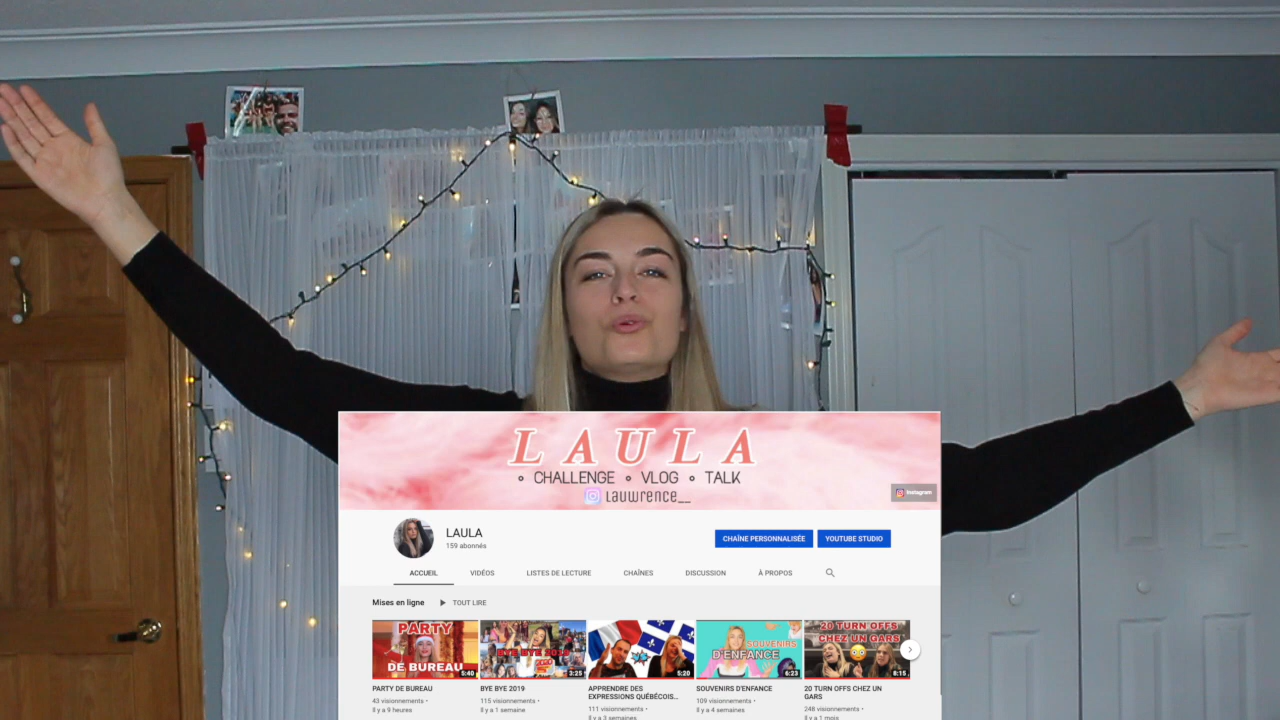 LAULA
• CHALLENGE • VLOG • TALK
Lauwrence__
Instagram
LAULA
159 abonnés
CHAÎNE PERSONNALISÉE
YOUTUBE STUDIO
ACCUEIL VIDÉOS LISTES DE LECTURE CHAÎNES DISCUSSION À PROPOS
Mises en ligne TOUT LIRE
PARTY
DE BUREAU
5:40
BYE BYE 2019
3:25
5:20
SOUVENIRS
D'ENFANCE
6:23
20 TURN OFFS
CHEZ UN GARS
8:15
PARTY DE BUREAU
43 visionnements •
Il y a 9 heures
BYE BYE 2019
115 visionnements •
Il y a 1 semaine
APPRENDRE DES
EXPRESSIONS QUÉBÉCOIS...
111 visionnements •
Il y a 3 semaines
SOUVENIRS D'ENFANCE
109 visionnements •
Il y a 4 semaines
20 TURN OFFS CHEZ UN
GARS
248 visionnements •
Il y a 1 mois